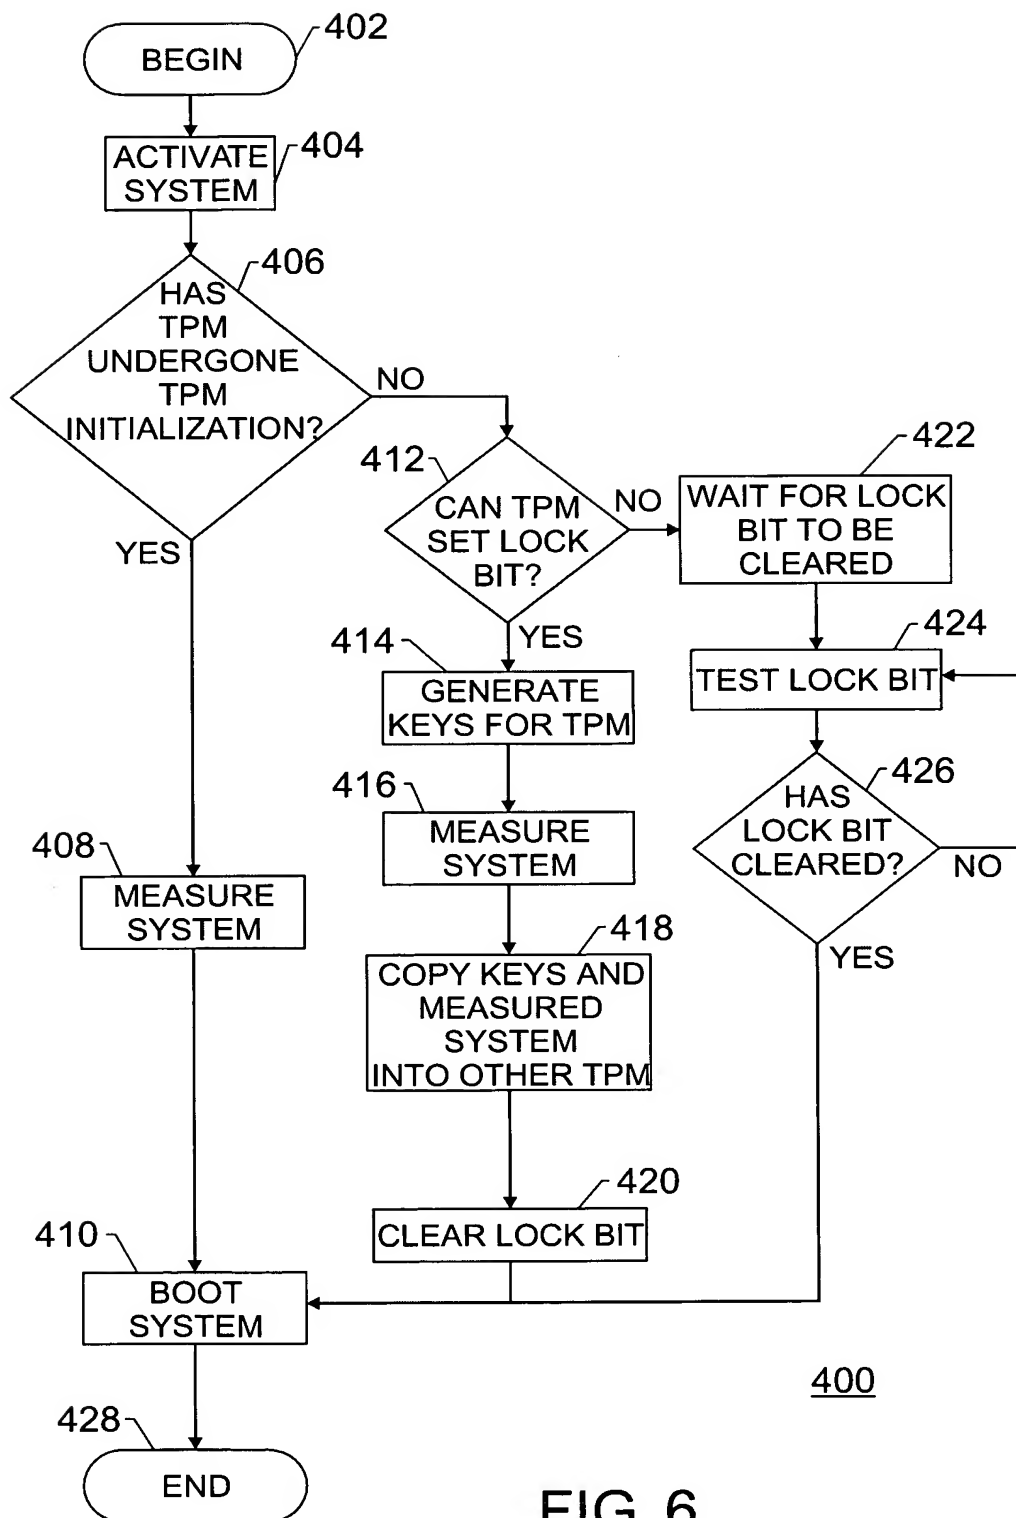 402
BEGIN
404
ACTIVATE
SYSTEM
406
HAS
TPM
UNDERGONE
TPM
INITIALIZATION?
NO
YES
412
CAN TPM
SET LOCK
BIT?
NO
YES
422
WAIT FOR LOCK
BIT TO BE
CLEARED
414
GENERATE
KEYS FOR TPM
424
TEST LOCK BIT
416
MEASURE
SYSTEM
426
HAS
LOCK BIT
CLEARED?
NO
YES
408
MEASURE
SYSTEM
418
COPY KEYS AND
MEASURED
SYSTEM
INTO OTHER TPM
420
CLEAR LOCK BIT
410
BOOT
SYSTEM
400
428
END
FIG. 6